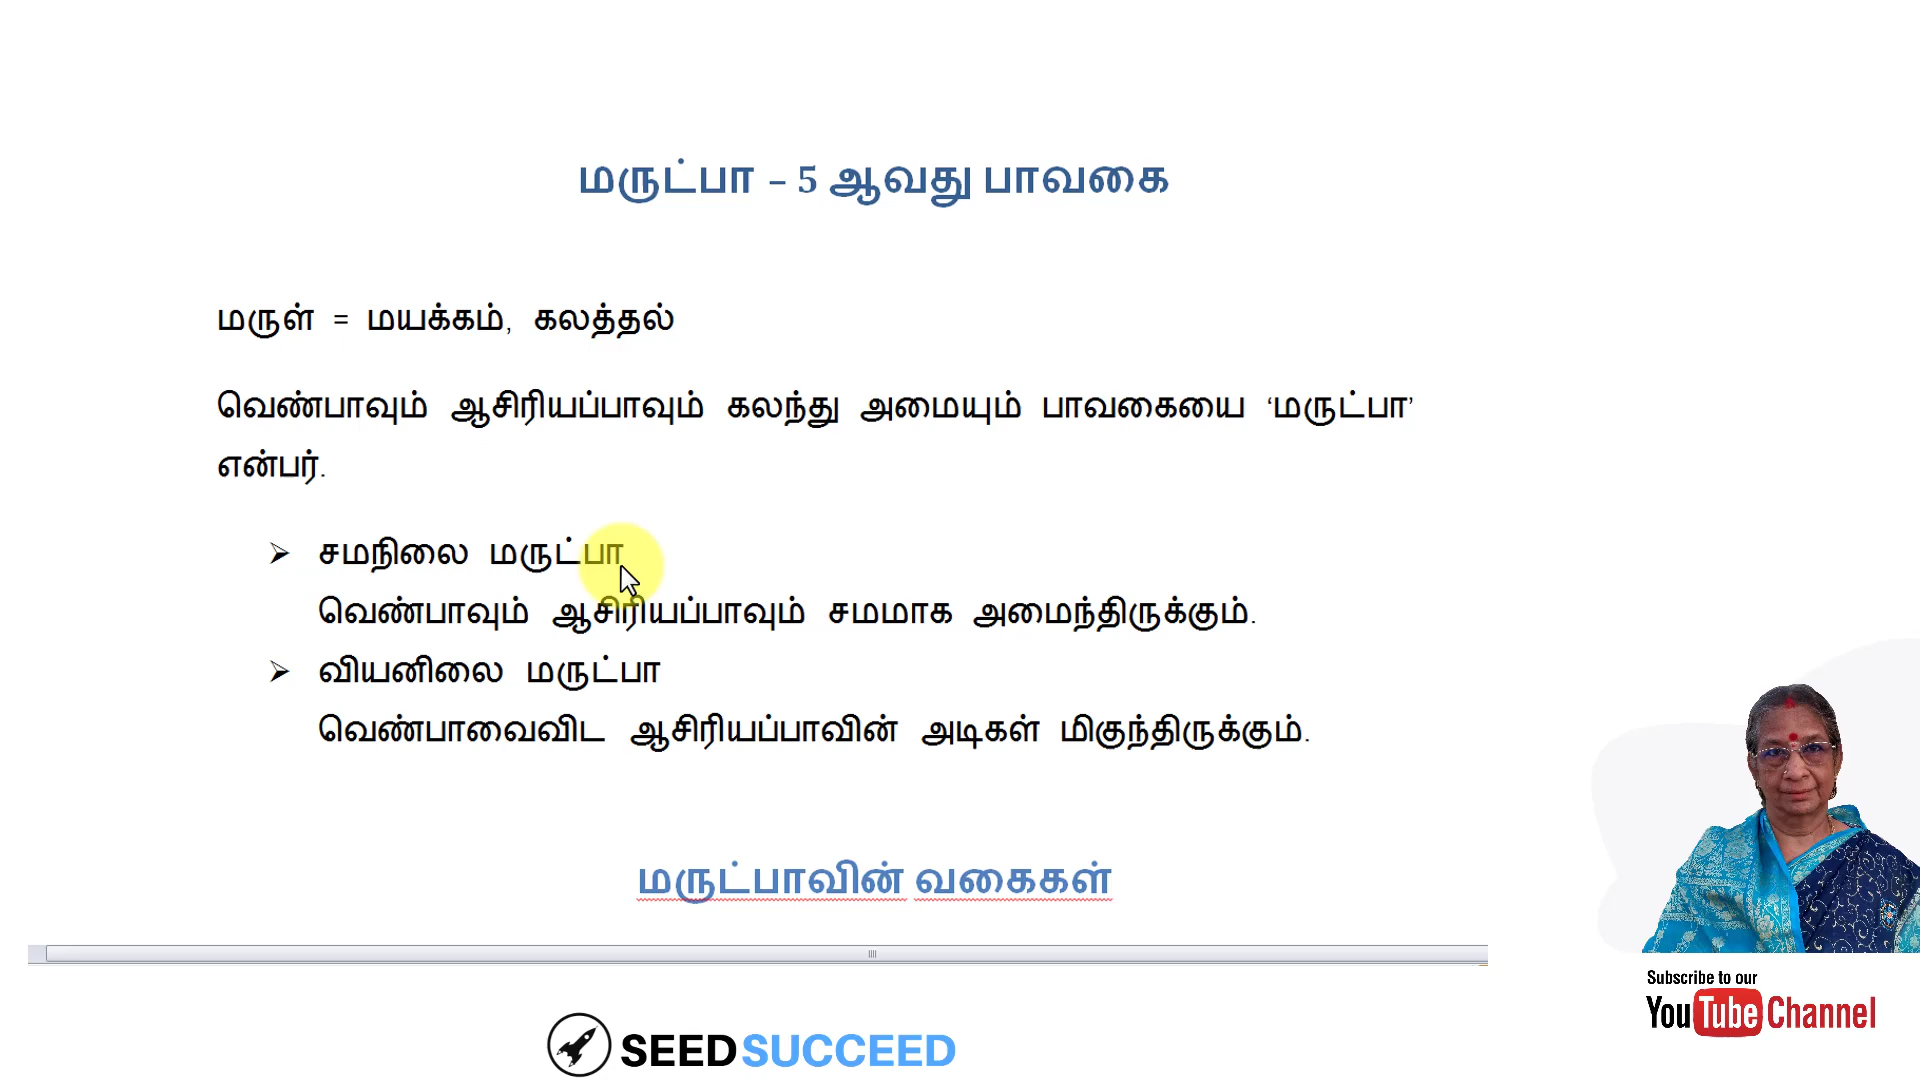 மருட்பா – 5 ஆவது பாவகை
மருள் = மயக்கம், கலத்தல்
வெண்பாவும் ஆசிரியப்பாவும் கலந்து அமையும் பாவகையை ‘மருட்பா’
என்பர்.
➢ சமநிலை மருட்பா
வெண்பாவும் ஆசிரியப்பாவும் சமமாக அமைந்திருக்கும்.
➢ வியனிலை மருட்பா
வெண்பாவைவிட ஆசிரியப்பாவின் அடிகள் மிகுந்திருக்கும்.
மருட்பாவின் வகைகள்
Subscribe to our
YouTube Channel
SEEDSUCCEED